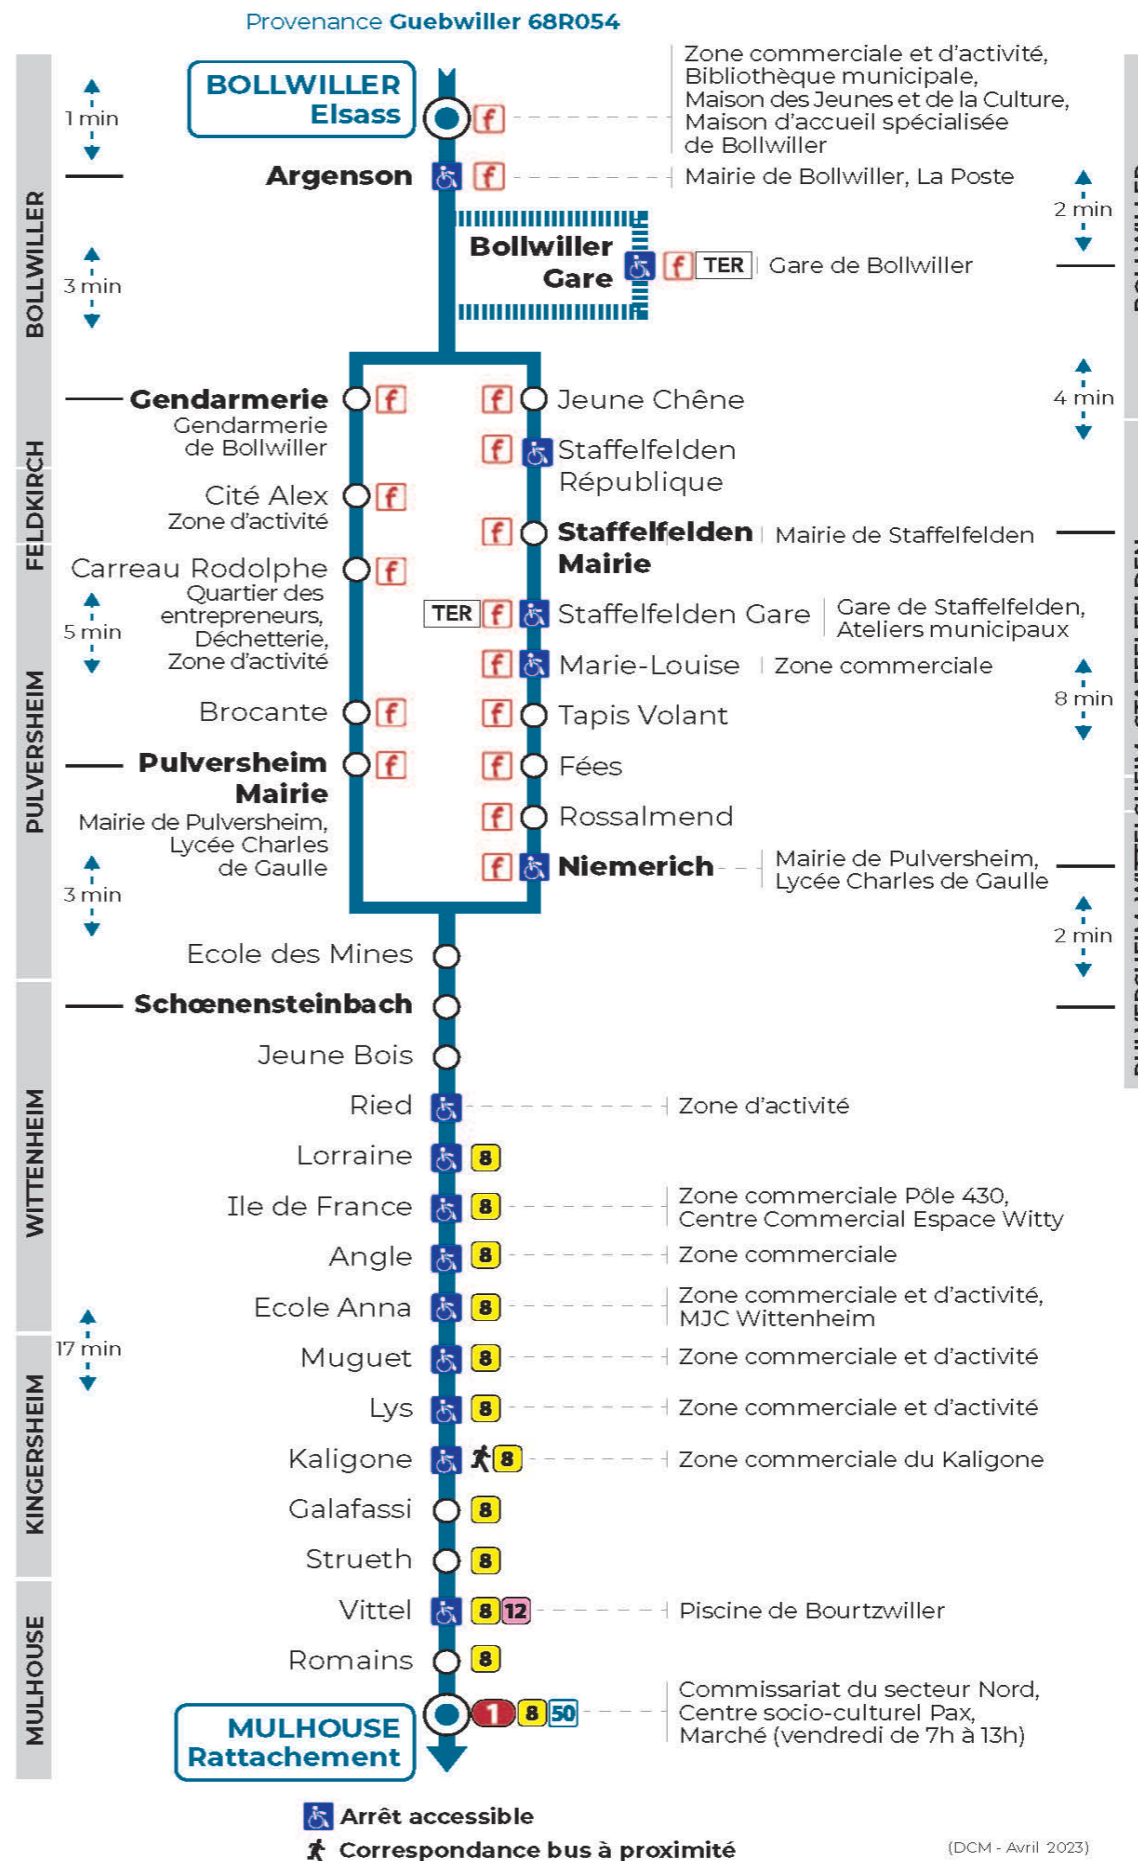 Provenance Guebwiller 68R054
BOLLWILLER
Elsass
f
Zone commerciale et d'activité,
Bibliothèque municipale,
Maison des Jeunes et de la Culture,
Maison d'accueil spécialisée
de Bollwiller
1 min
Argenson
f
Mairie de Bollwiller, La Poste
2 min
BOLLWILLER
Bollwiller
Gare
f TER
Gare de Bollwiller
3 min
Gendarmerie
f
Gendarmerie
de Bollwiller
f
Jeune Chêne
4 min
f
Staffelfelden
République
FELDKIRCH
Cité Alex
f
Zone d'activité
f
Staffelfelden
Mairie
Mairie de Staffelfelden
Carreau Rodolphe
f
Quartier des
entrepreneurs,
Déchetterie,
Zone d'activité
5 min
TER f
Staffelfelden Gare
Gare de Staffelfelden,
Ateliers municipaux
f
Marie-Louise
Zone commerciale
8 min
Brocante
f
f
Tapis Volant
PULVERSHEIM
Pulversheim
Mairie
f
Mairie de Pulversheim,
Lycée Charles
de Gaulle
f
Fées
f
Rossalmend
f
Niemerich
Mairie de Pulversheim,
Lycée Charles de Gaulle
3 min
2 min
Ecole des Mines
Schœnensteinbach
Jeune Bois
WITTENHEIM
Ried
Zone d'activité
Lorraine
8
Ile de France
8
Zone commerciale Pôle 430,
Centre Commercial Espace Witty
Angle
8
Zone commerciale
Ecole Anna
8
Zone commerciale et d'activité,
MJC Wittenheim
17 min
KINGERSHEIM
Muguet
8
Zone commerciale et d'activité
Lys
8
Zone commerciale et d'activité
Kaligone
8
Zone commerciale du Kaligone
Galafassi
8
Strueth
8
MULHOUSE
Vittel
8 12
Piscine de Bourtzwiller
Romains
8
MULHOUSE
Rattachement
1 8 50
Commissariat du secteur Nord,
Centre socio-culturel Pax,
Marché (vendredi de 7h à 13h)
Arrêt accessible
Correspondance bus à proximité
(DCM - Avril 2023)